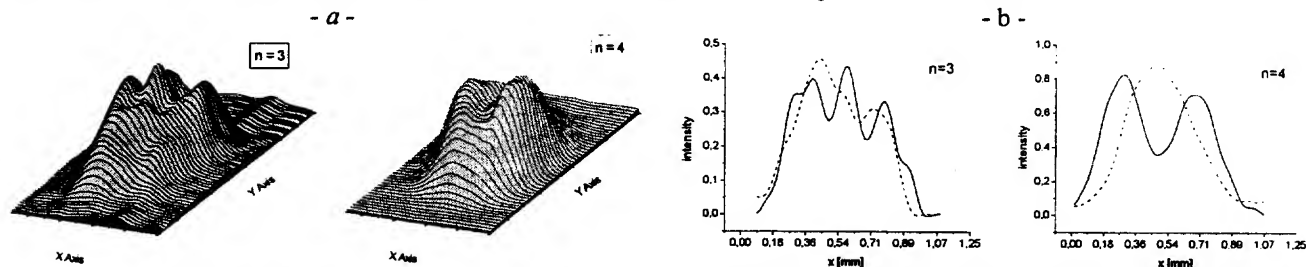 - a -
n = 3
X Axis
Y Axis
n = 4
X Axis
Y Axis
- b -
0,5
0,4
0,3
0,2
0,1
0,0
intensity
n=3
0,00 0,18 0,36 0,54 0,71 0,89 1,07 1,25
x [mm]
1,0
0,8
0,6
0,4
0,2
0,0
intensity
n=4
0,00 0,18 0,36 0,54 0,71 0,89 1,07 1,25
x [mm]